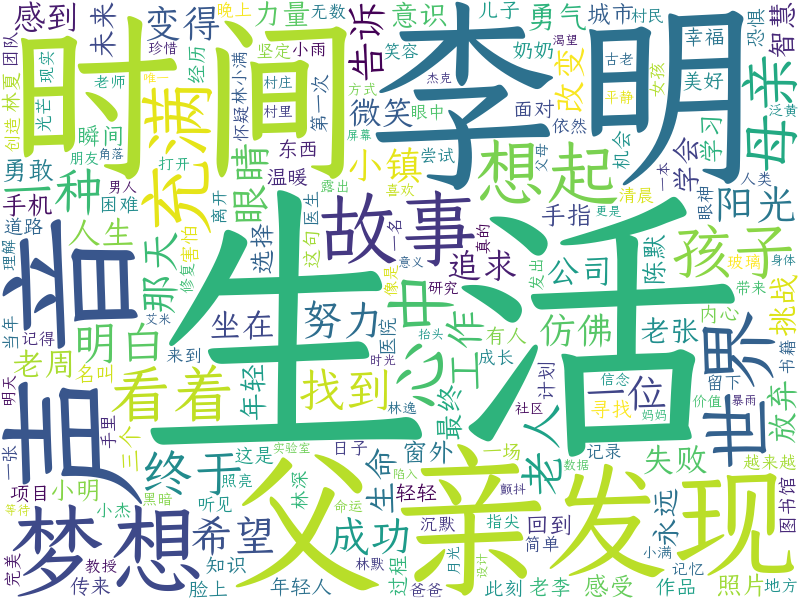 感到
团队
变得
晚上
力量
无数
告诉
意识
儿子
勇气
城市
村民
恐惧
智慧
未来
珍惜
坚定
小雨
笑容
奶奶
渴望
古老
幸福
创造
林夏
现实
光芒
老师
经历
村庄
村里
唯一
怀疑
林小满
第一次
时间
李明
充满
方式
屏幕
杰克
微笑
眼中
面对
依然
改变
平静
女孩
美好
泛黄
母亲
瞬间
朋友
角落
打开
东西
尝试
父母
机会
一本
学会
学习
人类
勇敢
一种
男人
眼睛
温暖
露出
喜欢
小镇
想起
清晨
眼神
手机
困难
离开
医生
这句
一名
真的
手指
更是
阳光
理解
道路
人生
修复
害怕
选择
故事
追求
发出
公司
陈默
玻璃
身体
孩子
那天
像是
意义
研究
带来
挑战
声音
生活
当年
记得
明白
艾米
来到
坐在
努力
医院
抬头
心中
工作
仿佛
有人
老张
内心
书籍
世界
老周
名叫
时光
成长
计划
信念
留下
明天
手里
看着
年轻
找到
林逸
最终
一位
寻找
价值
暴雨
放弃
妈妈
社区
一张
三个
终于
这是
实验室
日子
窗外
老人
一场
记录
数据
失败
越来越
图书馆
项目
小明
小杰
黑暗
听见
照亮
林深
生命
轻轻
陷入
颤抖
父亲
发现
永远
等待
梦想
希望
命运
成功
沉默
指尖
回到
简单
月光
设计
小满
记忆
完美
教授
传来
知识
脸上
年轻人
林默
过程
爸爸
此刻
老李
感受
作品
照片
地方